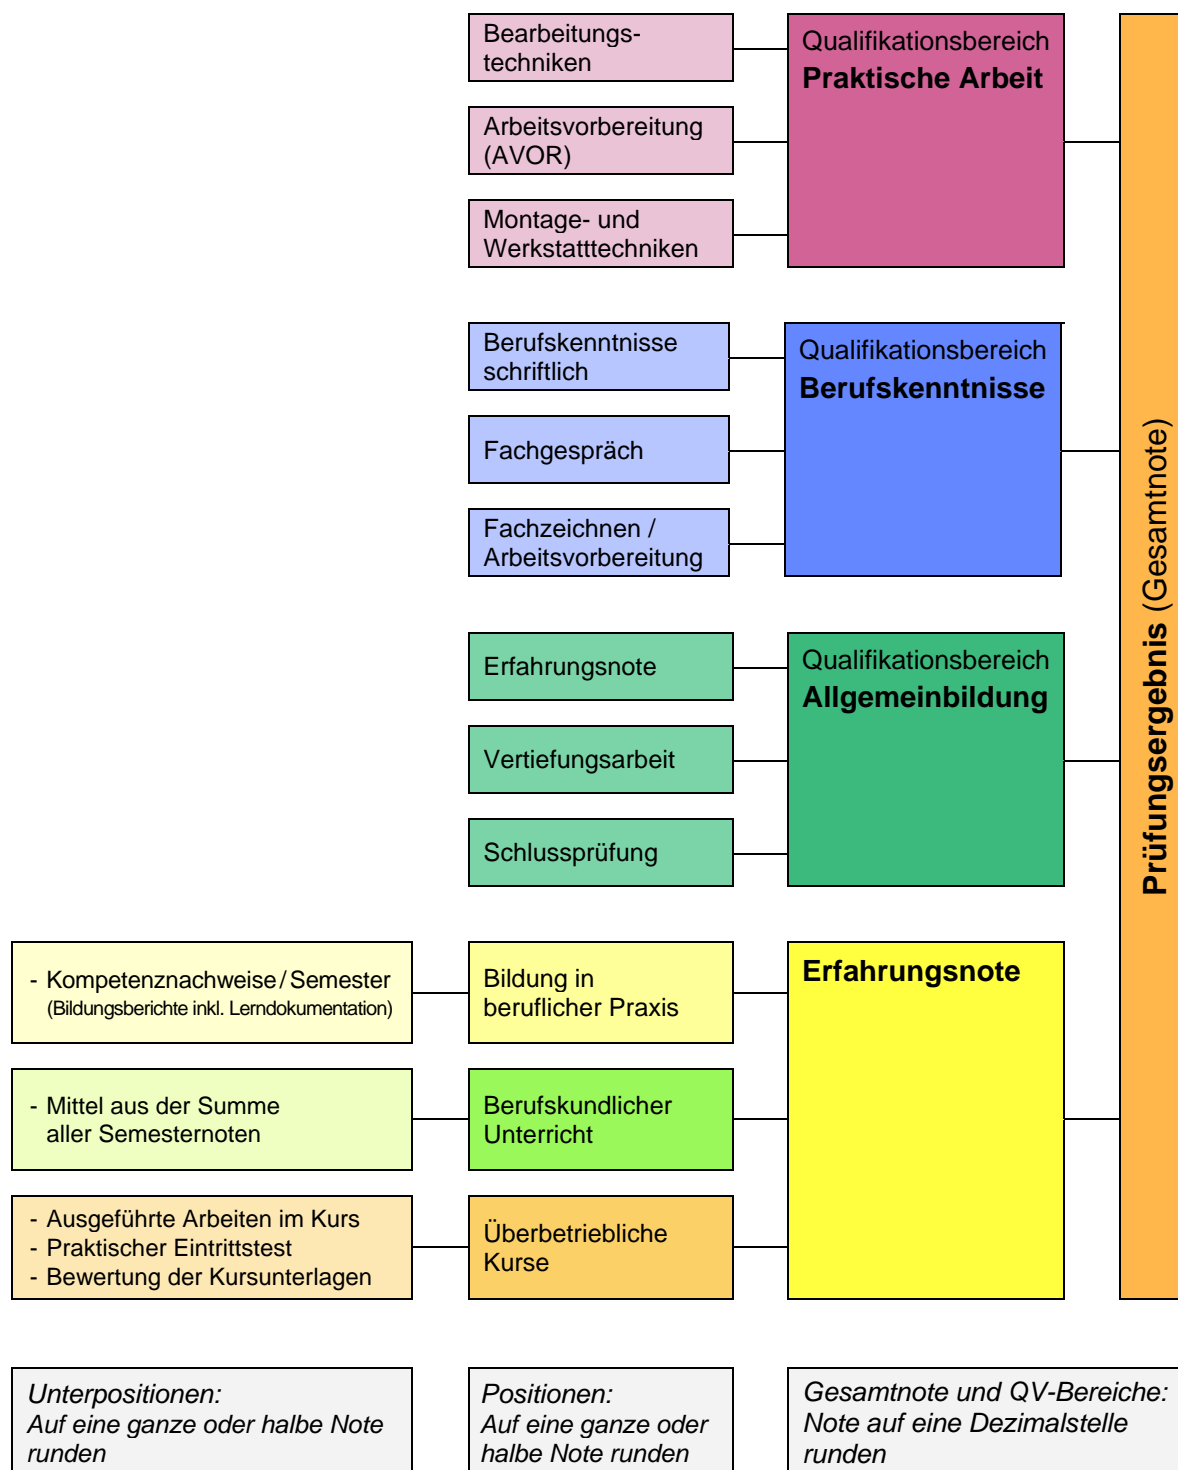 Bearbeitungs-
techniken
Arbeitsvorbereitung
(AVOR)
Montage- und
Werkstatttechniken
Qualifikationsbereich
Praktische Arbeit
Berufskenntnisse
schriftlich
Fachgespräch
Fachzeichnen /
Arbeitsvorbereitung
Qualifikationsbereich
Berufskenntnisse
Erfahrungsnote
Vertiefungsarbeit
Schlussprüfung
Qualifikationsbereich
Allgemeinbildung
- Kompetenznachweise / Semester
(Bildungsberichte inkl. Lerndokumentation)
Bildung in
beruflicher Praxis
- Mittel aus der Summe
aller Semesternoten
Berufskundlicher
Unterricht
- Ausgeführte Arbeiten im Kurs
- Praktischer Eintrittstest
- Bewertung der Kursunterlagen
Überbetriebliche
Kurse
Erfahrungsnote
Prüfungsergebnis (Gesamtnote)
Unterpositionen:
Auf eine ganze oder halbe Note
runden
Positionen:
Auf eine ganze oder
halbe Note runden
Gesamtnote und QV-Bereiche:
Note auf eine Dezimalstelle
runden